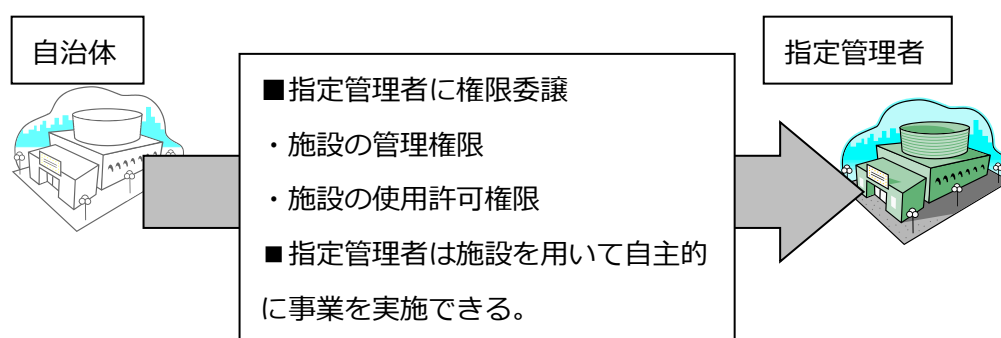 自治体
指定管理者
■指定管理者に権限委譲
・施設の管理権限
・施設の使用許可権限
■指定管理者は施設を用いて自主的
に事業を実施できる。